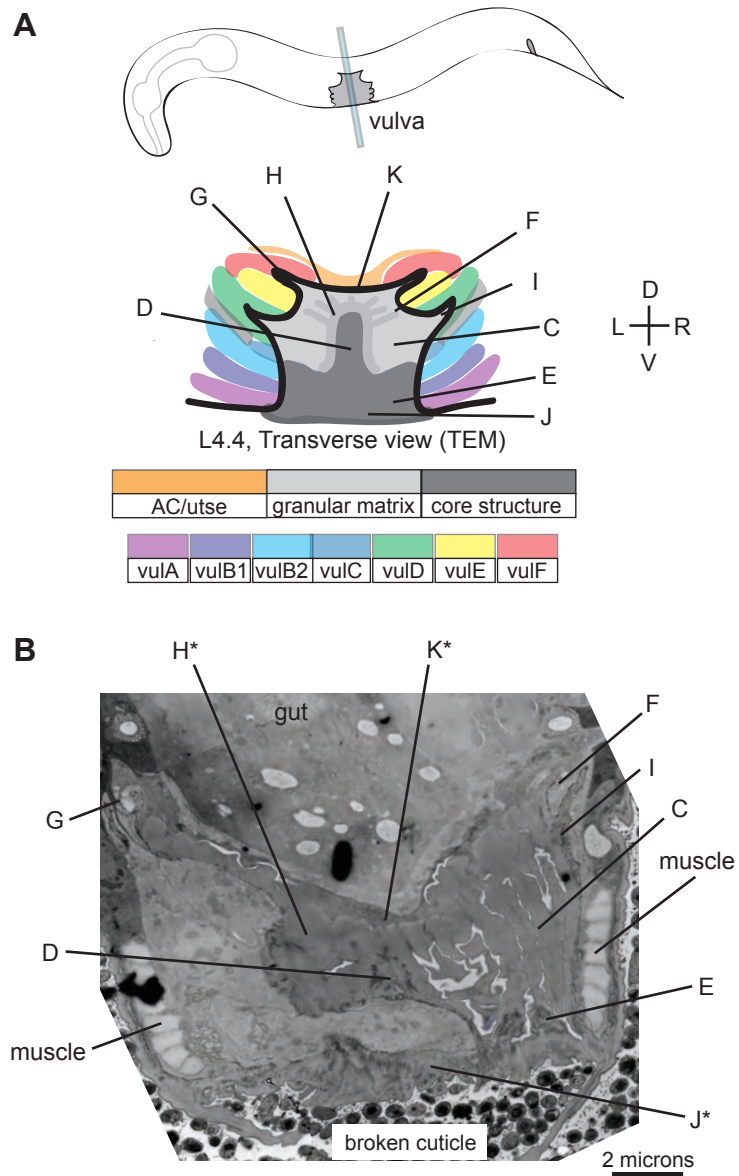 A
vulva
H
K
G
F
I
D
D
L
R
C
V
E
J
L4.4, Transverse view (TEM)
AC/utse
granular matrix
core structure
vulA
vulB1
vulB2
vulC
vulD
vulE
vulF
B
H*
K*
gut
F
I
G
C
muscle
D
E
muscle
J*
broken cuticle
2 microns